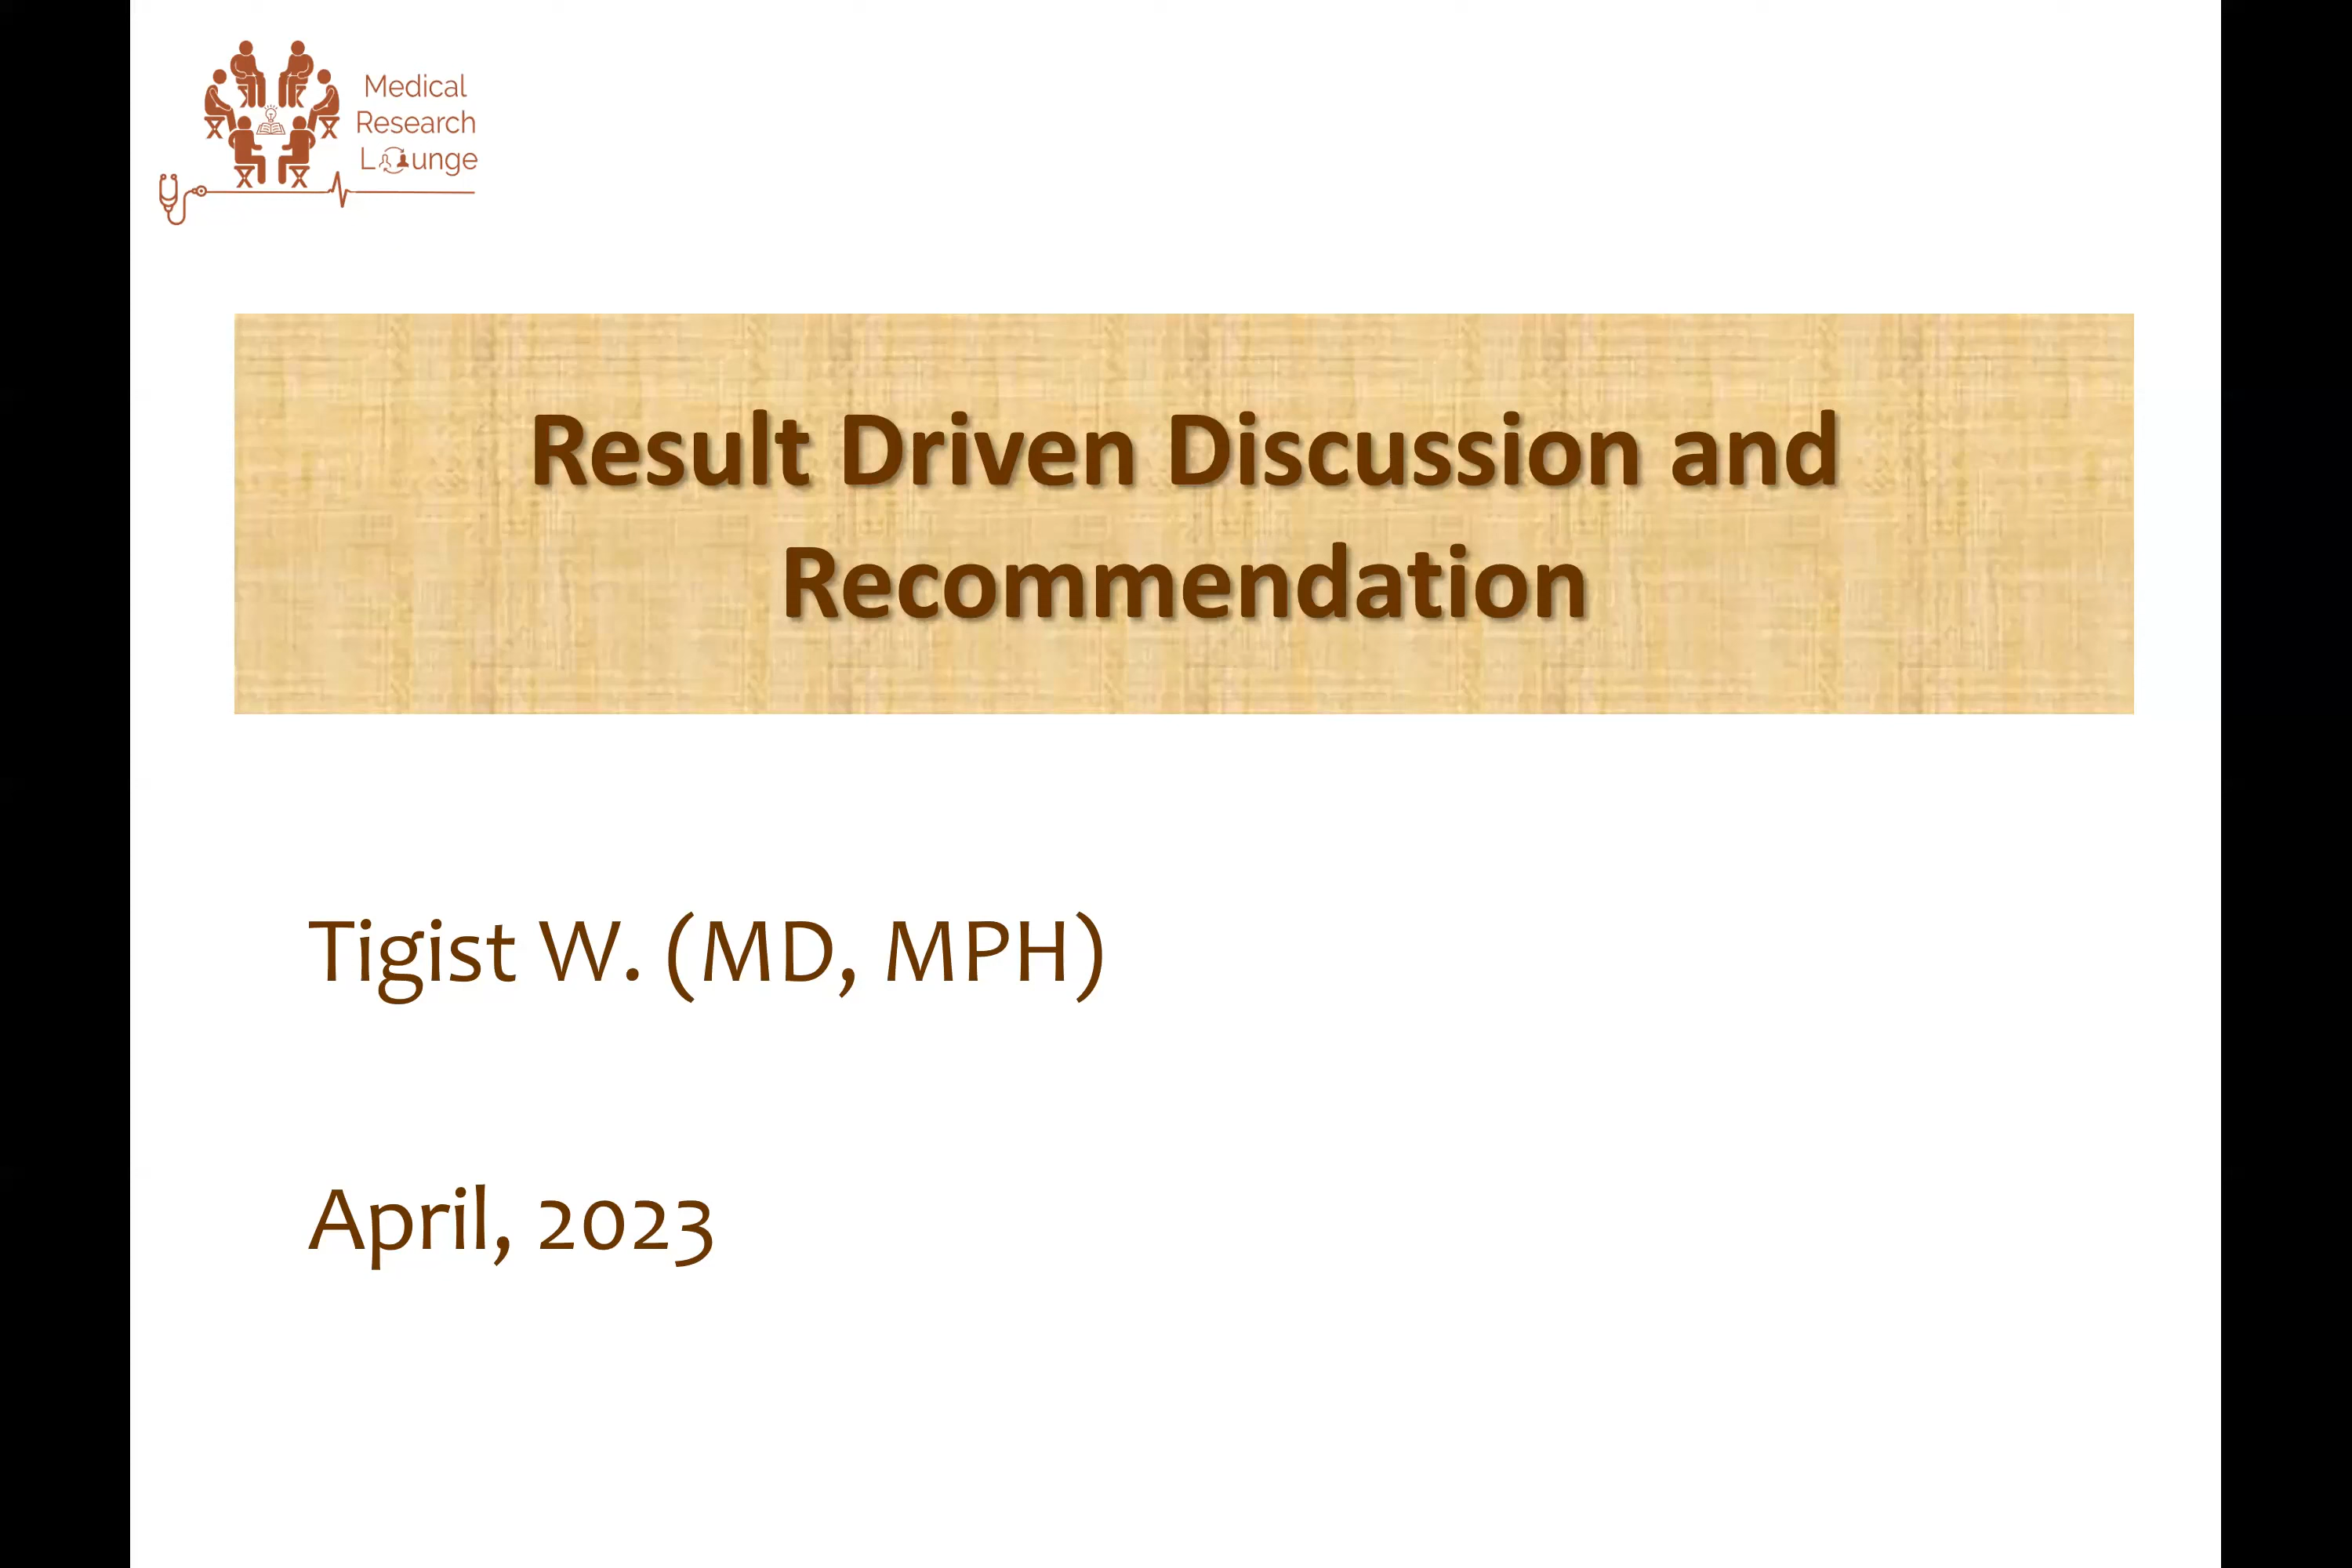 Medical
Research
Lounge
Result Driven Discussion and
Recommendation
Tigist W. (MD, MPH)
April, 2023